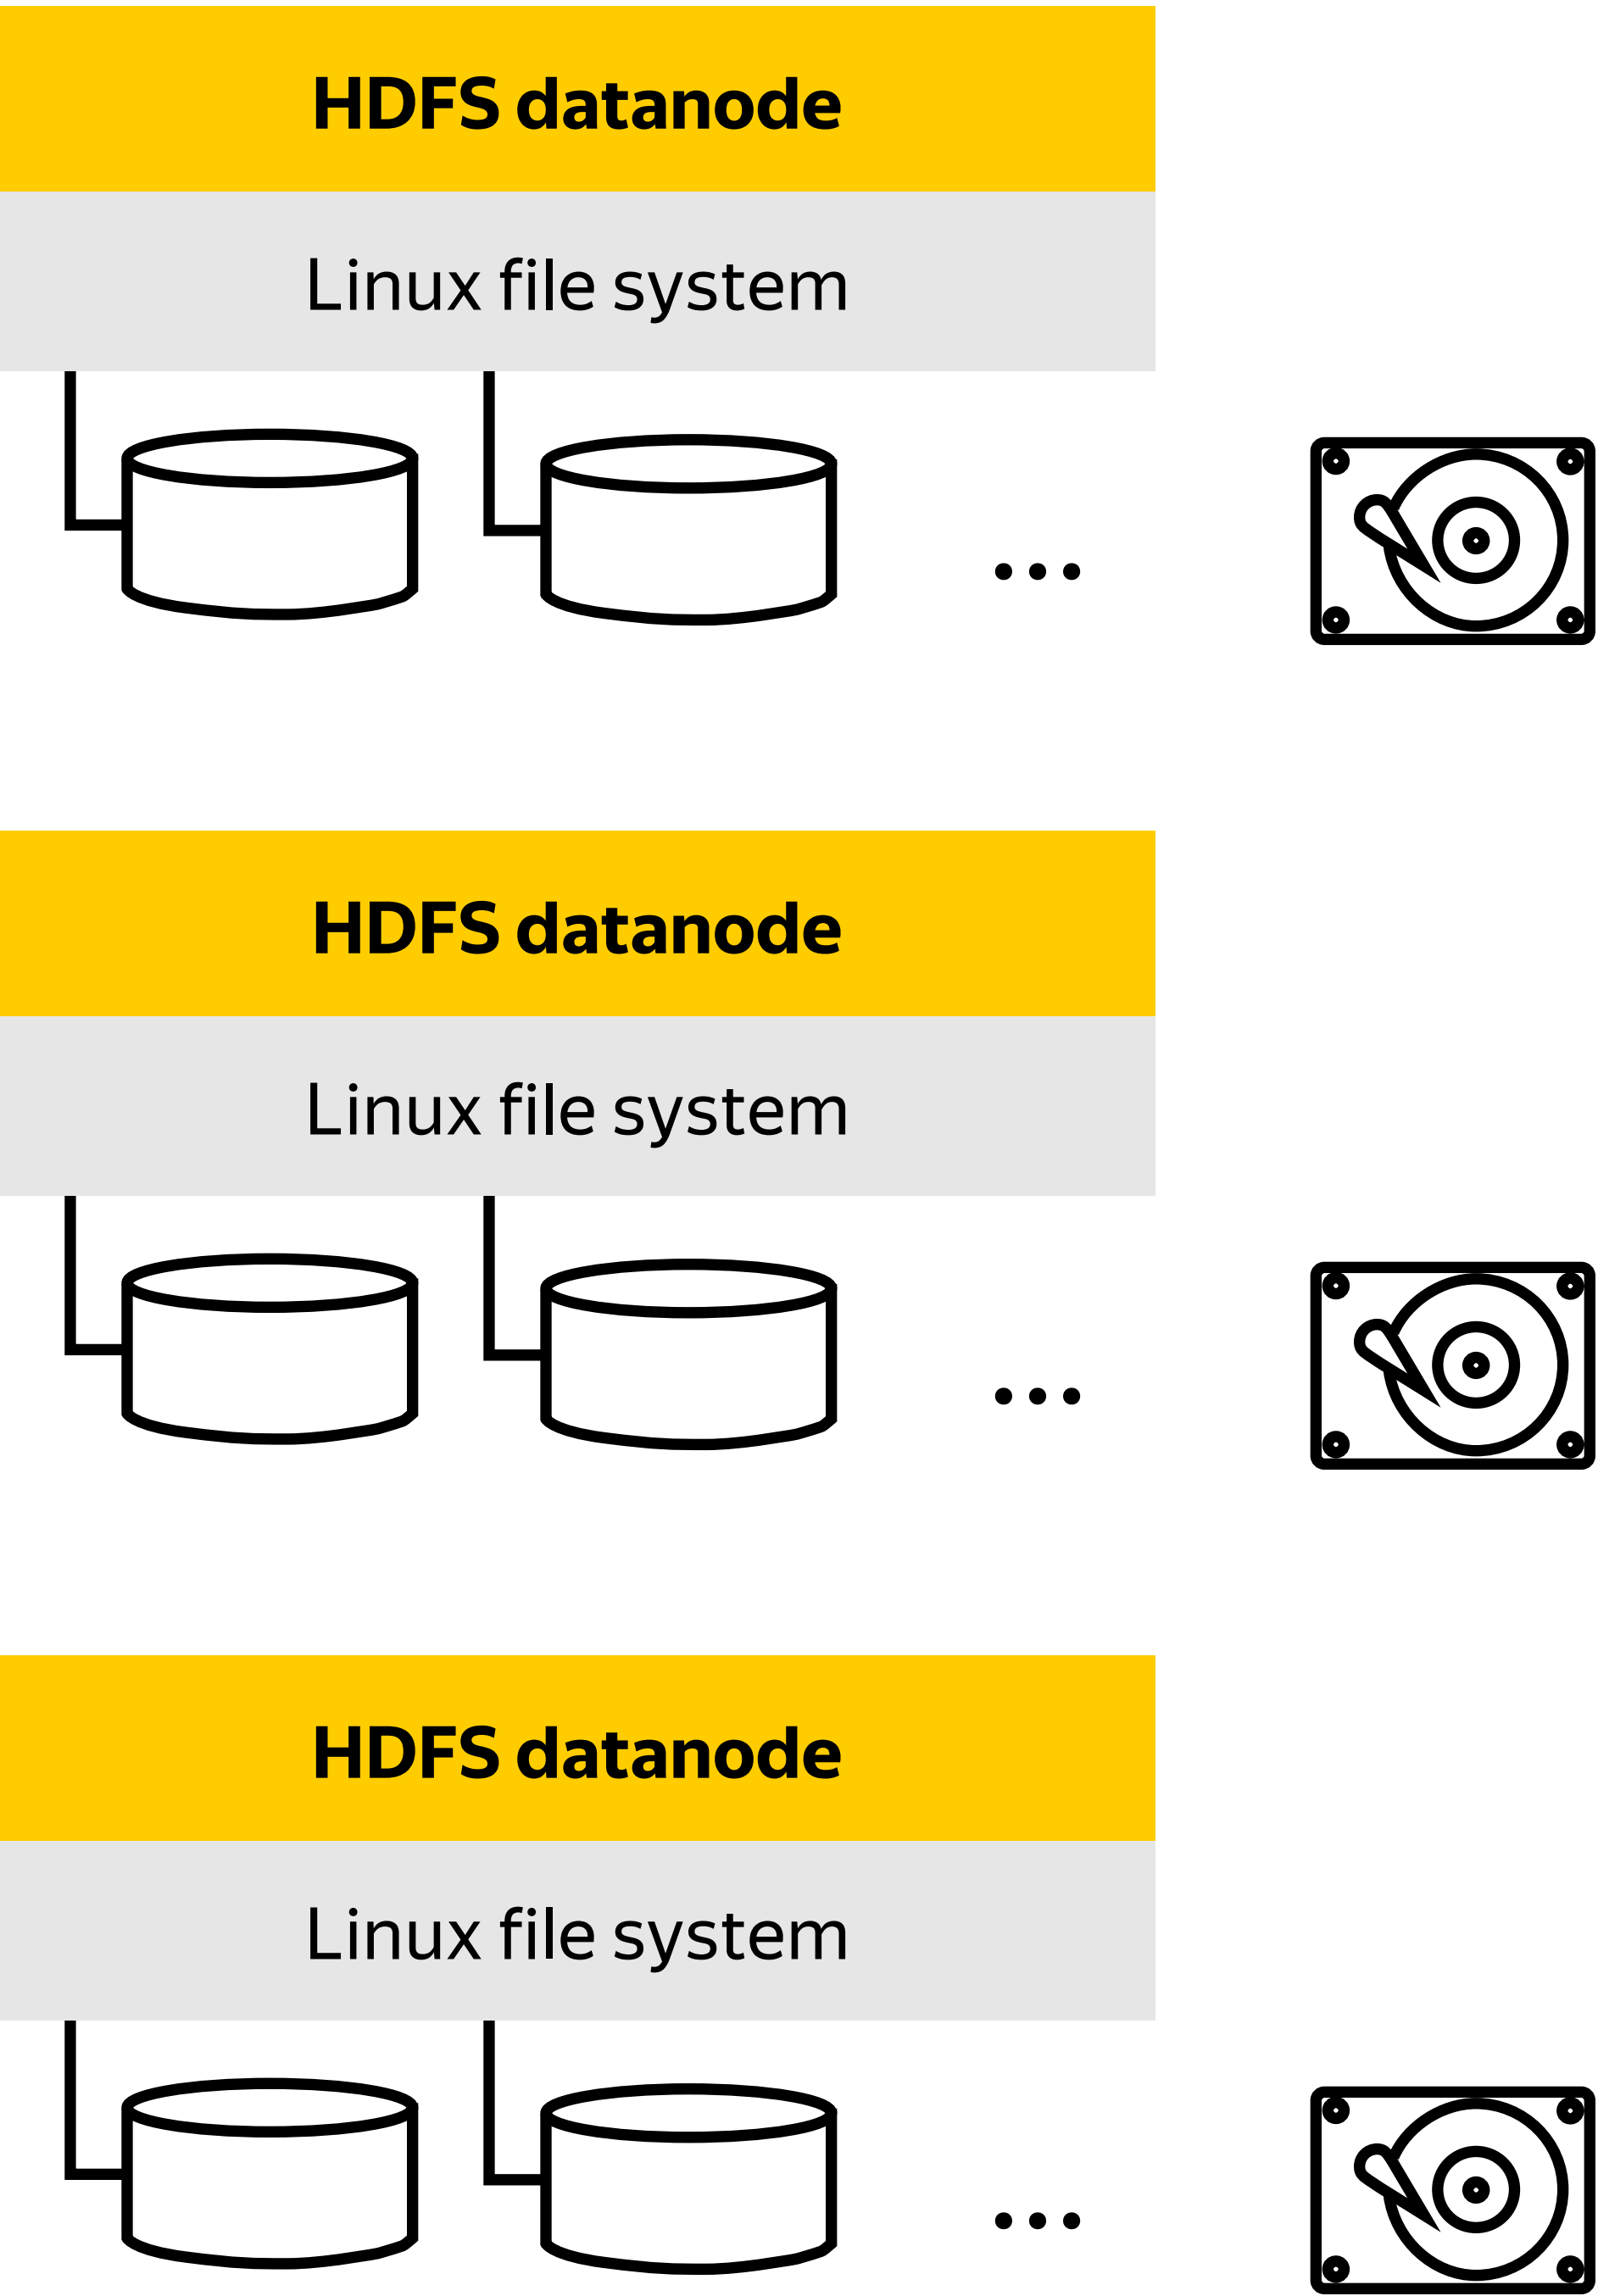 HDFS datanode
Linux file system
...
HDFS datanode
Linux file system
...
HDFS datanode
Linux file system
...